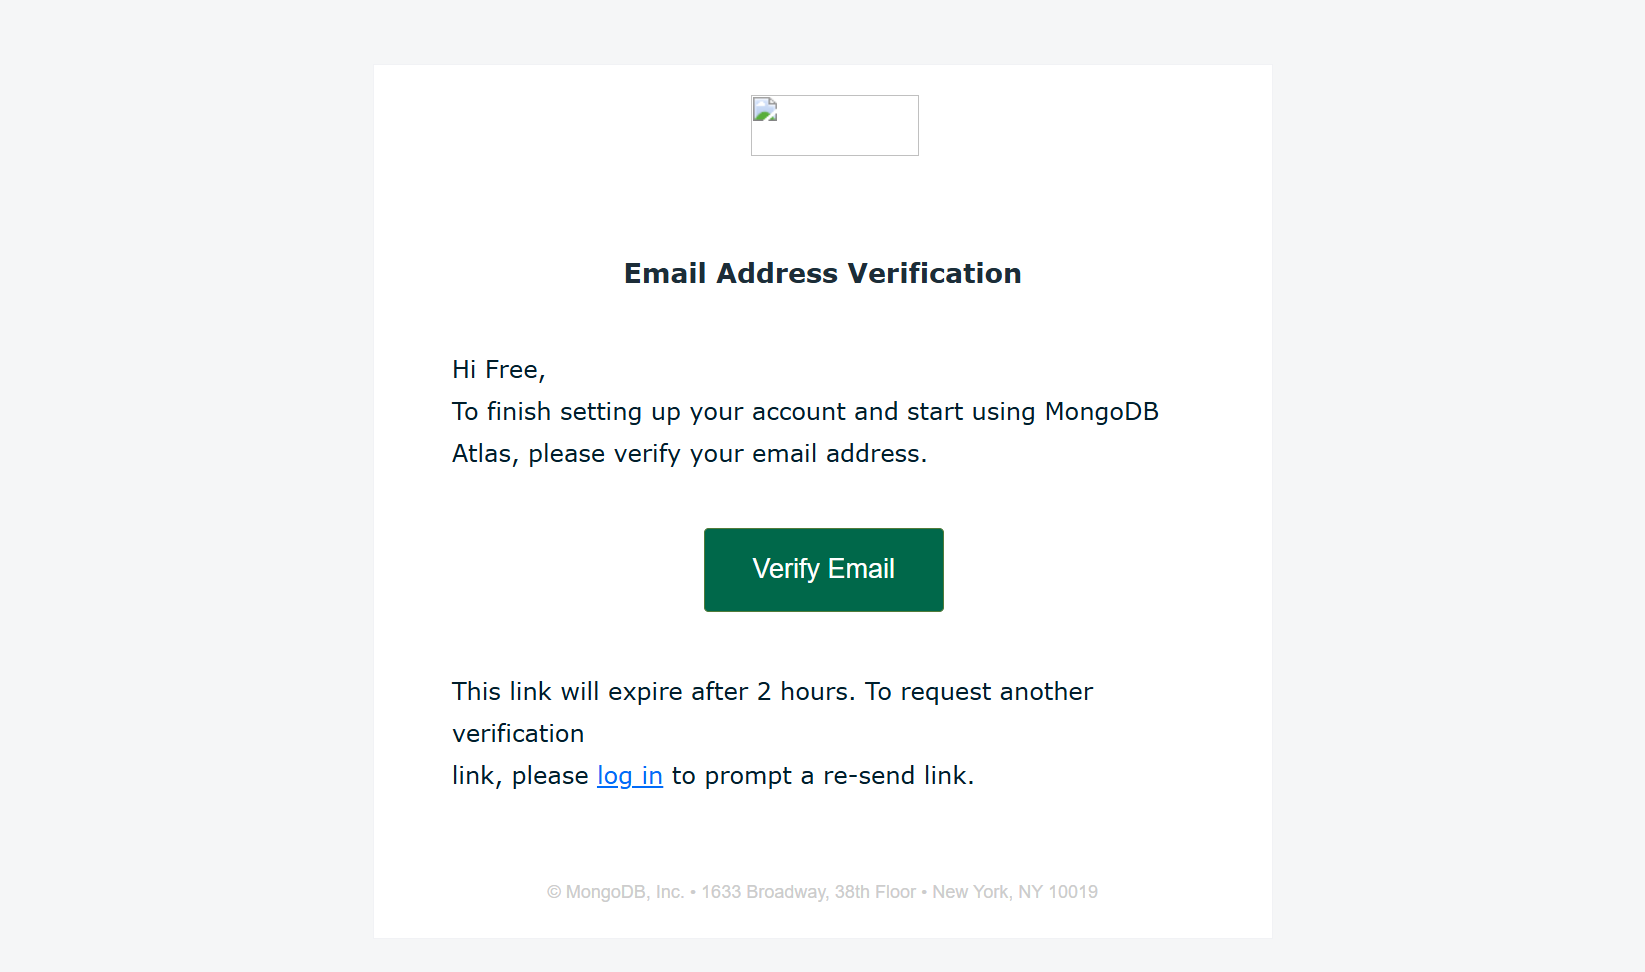 Email Address Verification
Hi Free,
To finish setting up your account and start using MongoDB
Atlas, please verify your email address.
Verify Email
This link will expire after 2 hours. To request another
verification
link, please log in to prompt a re-send link.
© MongoDB, Inc. • 1633 Broadway, 38th Floor • New York, NY 10019